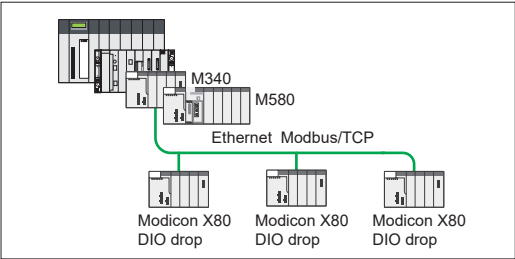 M340
M580
Ethernet Modbus/TCP
Modicon X80
DIO drop
Modicon X80
DIO drop
Modicon X80
DIO drop